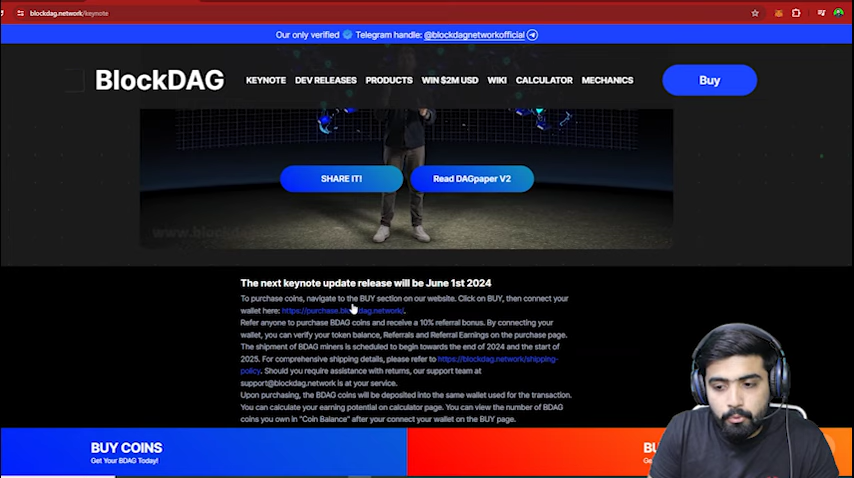 blockdag.network/keynote
Our only verified Telegram handle: @blockdagnetworkofficial
BlockDAG
KEYNOTE DEV RELEASES PRODUCTS WIN $2M USD WIKI CALCULATOR MECHANICS
Buy
SHARE IT! Read DAGpaper V2
The next keynote update release will be June 1st 2024
To purchase coins, navigate to the BUY section on our website. Click on BUY, then connect your
wallet here: https://purchase.bl dag.network/.
Refer anyone to purchase BDAG coins and receive a 10% referral bonus. By connecting your
wallet, you can verify your token balance, Referrals and Referral Earnings on the purchase page.
The shipment of BDAG miners is scheduled to begin towards the end of 2024 and the start of
2025. For comprehensive shipping details, please refer to https://blockdag.network/shipping-
policy. Should you require assistance with returns, our support team at
support@blockdag.network is at your service.
Upon purchasing, the BDAG coins will be deposited into the same wallet used for the transaction.
You can calculate your earning potential on calculator page. You can view the number of BDAG
coins you own in "Coin Balance" after your connect your wallet on the BUY page.
BUY COINS
Get Your BDAG Today!
BU
Ge